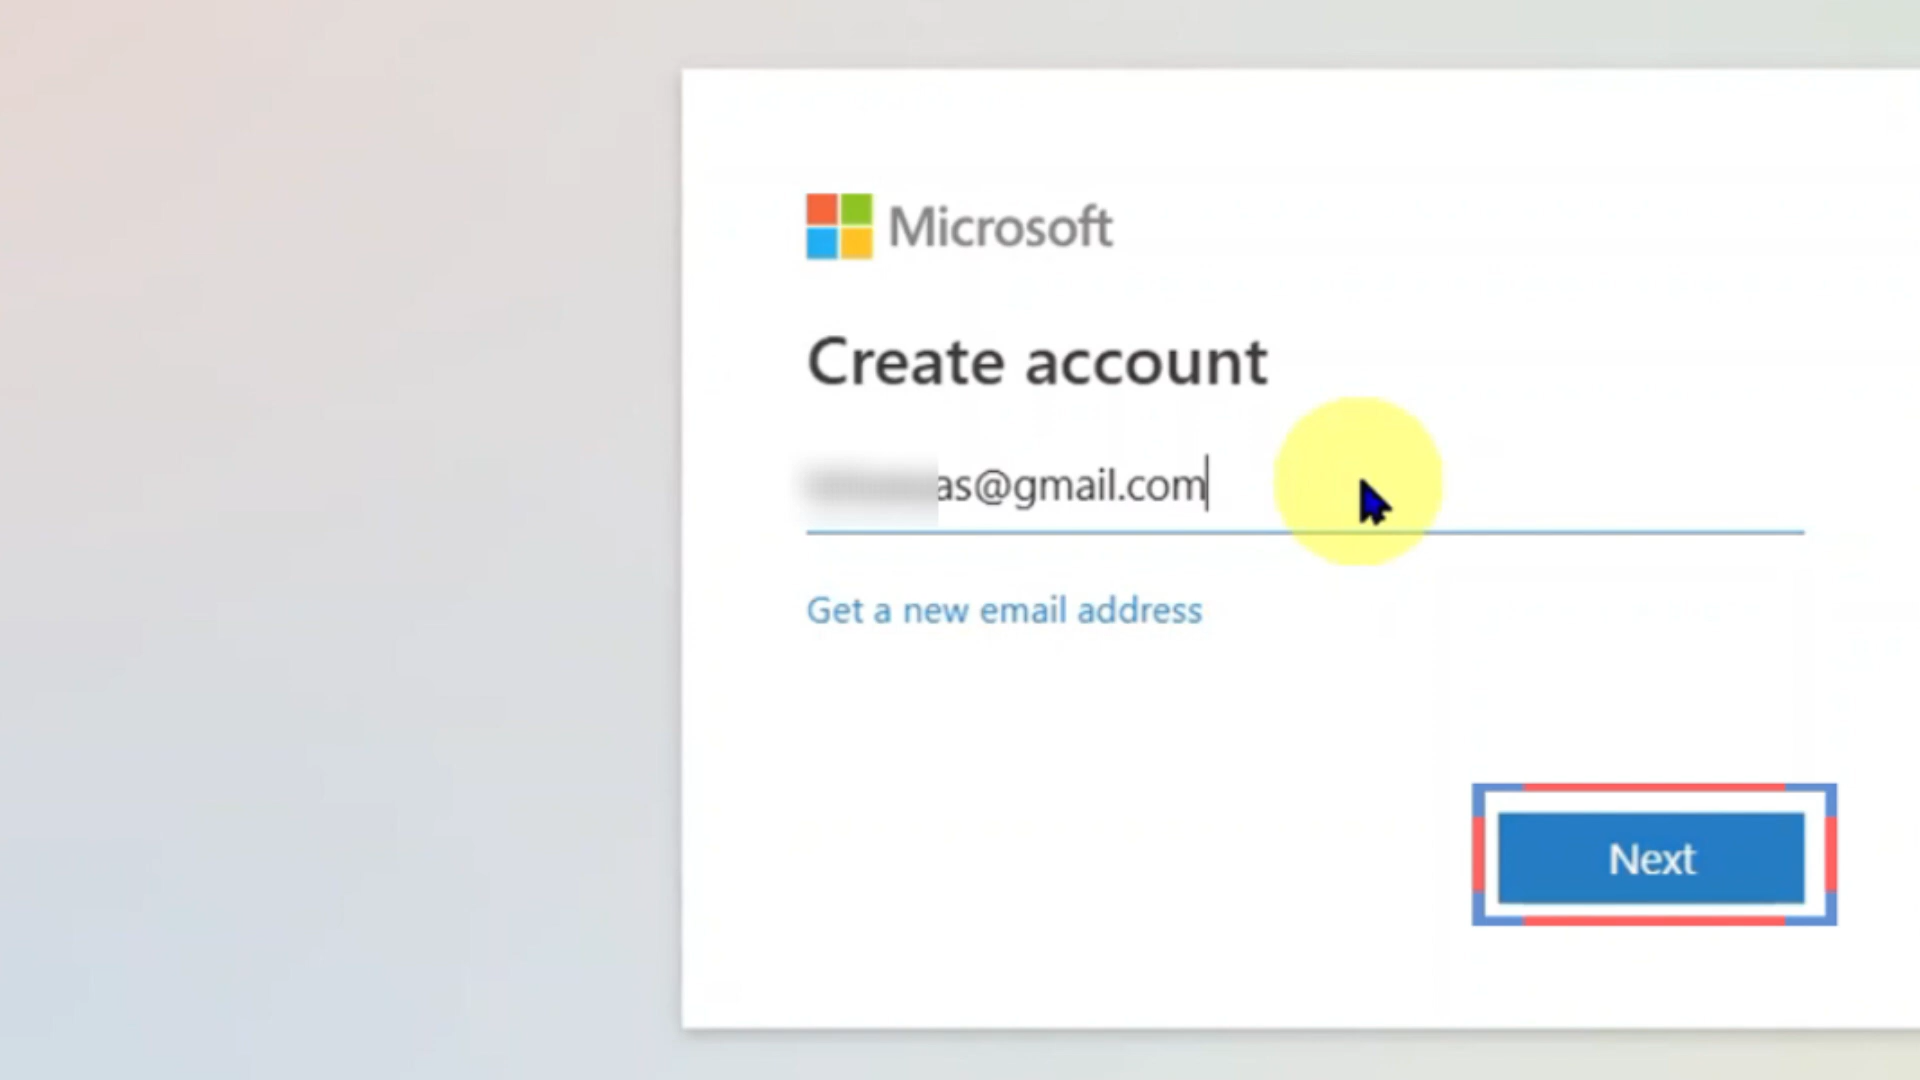 Microsoft
Create account
as@gmail.com
Get a new email address
Next